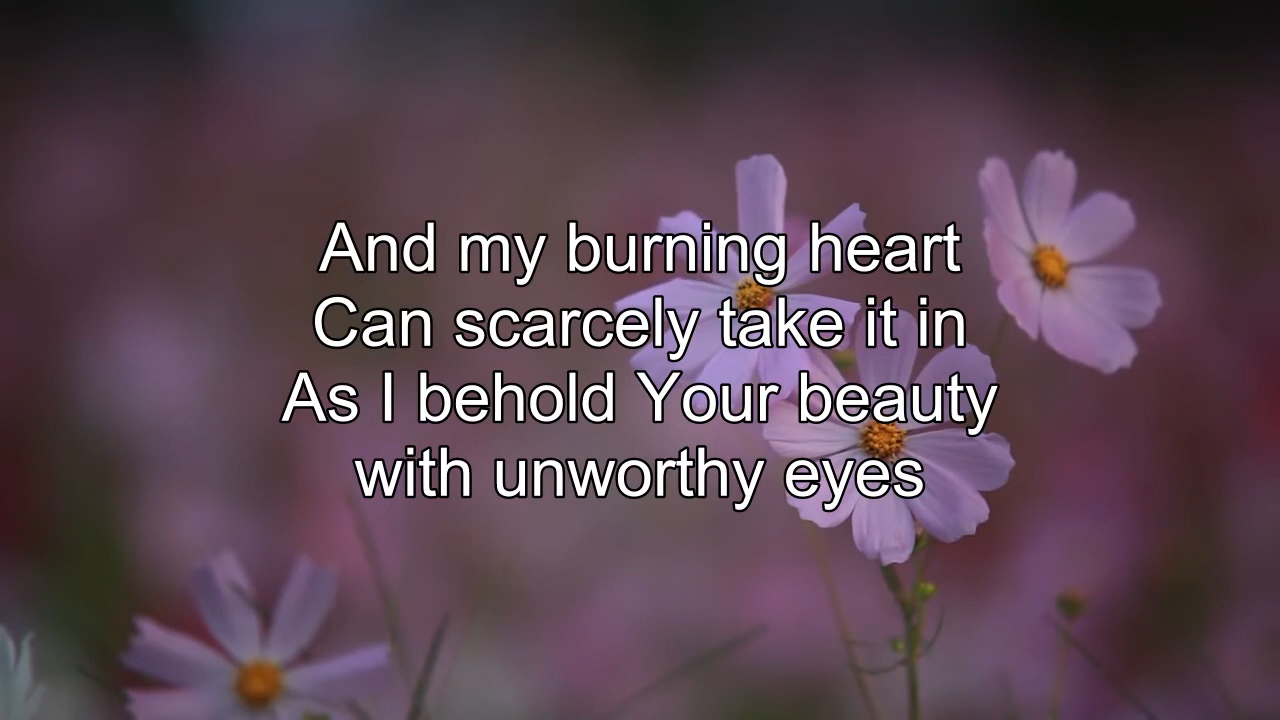 And my burning heart
Can scarcely take it in
As I behold Your beauty
with unworthy eyes